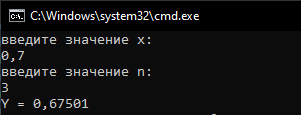 C:\Windows\system32\cmd.exe
введите значение x:
0,7
введите значение n:
3
Y = 0,67501